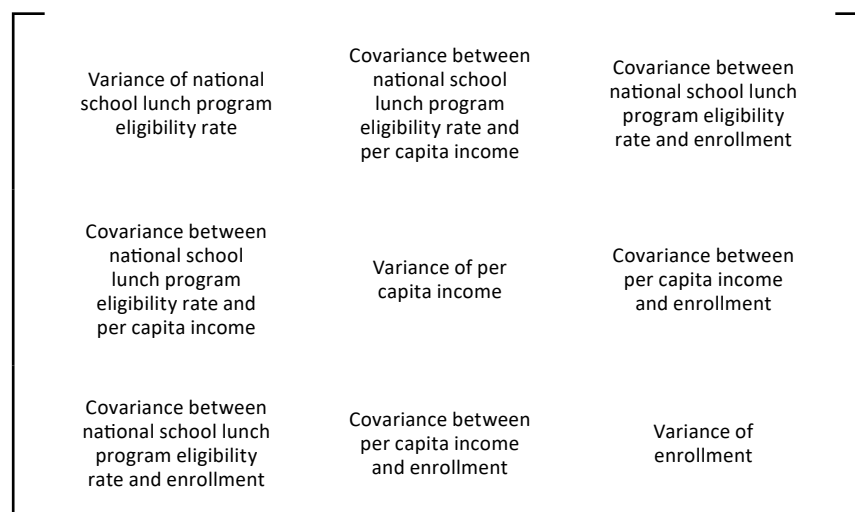 Variance of national
school lunch program
eligibility rate
Covariance between
national school
lunch program
eligibility rate and
per capita income
Covariance between
national school lunch
program eligibility
rate and enrollment
Covariance between
national school
lunch program
eligibility rate and
per capita income
Variance of per
capita income
Covariance between
per capita income
and enrollment
Covariance between
national school lunch
program eligibility
rate and enrollment
Covariance between
per capita income
and enrollment
Variance of
enrollment